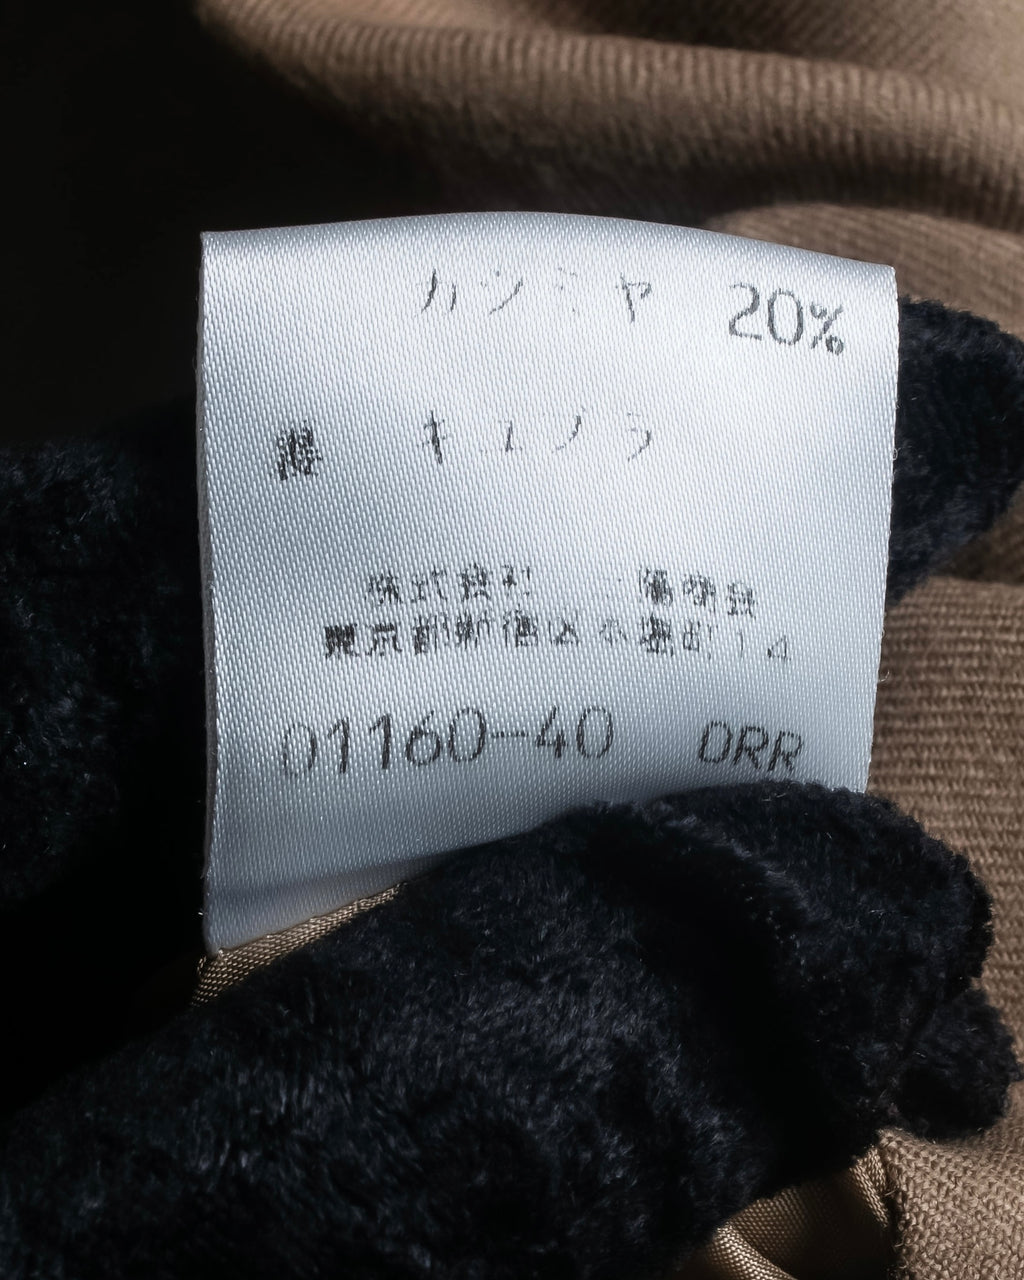 カシミヤ 20%
裏 キュプラ
株式会社 三陽商会
東京都新宿区本塩町14
01160-40 DRR